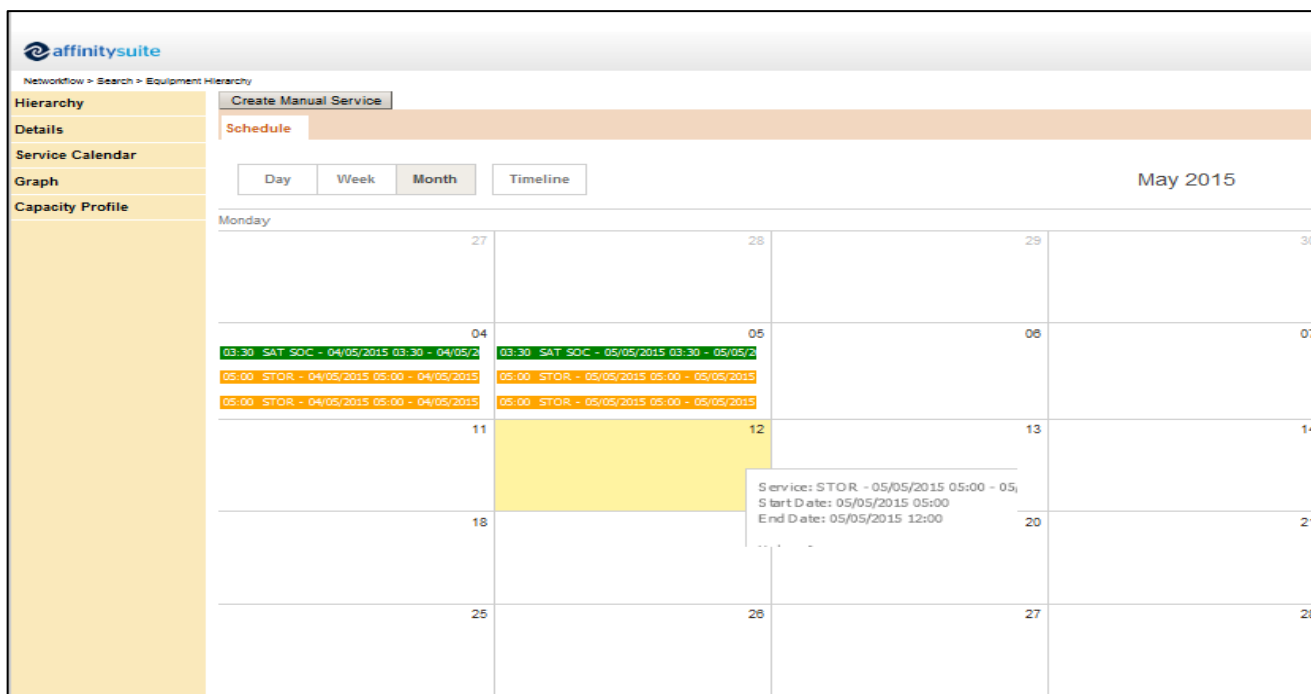 affinitysuite
Networkflow > Search > Equipment Hierarchy
Hierarchy
Details
Service Calendar
Graph
Capacity Profile
Create Manual Service
Schedule
Day Week Month Timeline
May 2015
Monday
27 28 29 30
04 05 06 07
03:30 SAT SOC - 04/05/2015 03:30 - 04/05/2 03:30 SAT SOC - 05/05/2015 03:30 - 05/05/2
05:00 STOR - 04/05/2015 05:00 - 04/05/2015 05:00 STOR - 05/05/2015 05:00 - 05/05/2015
05:00 STOR - 04/05/2015 05:00 - 04/05/2015 05:00 STOR - 05/05/2015 05:00 - 05/05/2015
11 12 13 14
Service: STOR - 05/05/2015 05:00 - 05/
Start Date: 05/05/2015 05:00
End Date: 05/05/2015 12:00
18 20 21
25 26 27 28